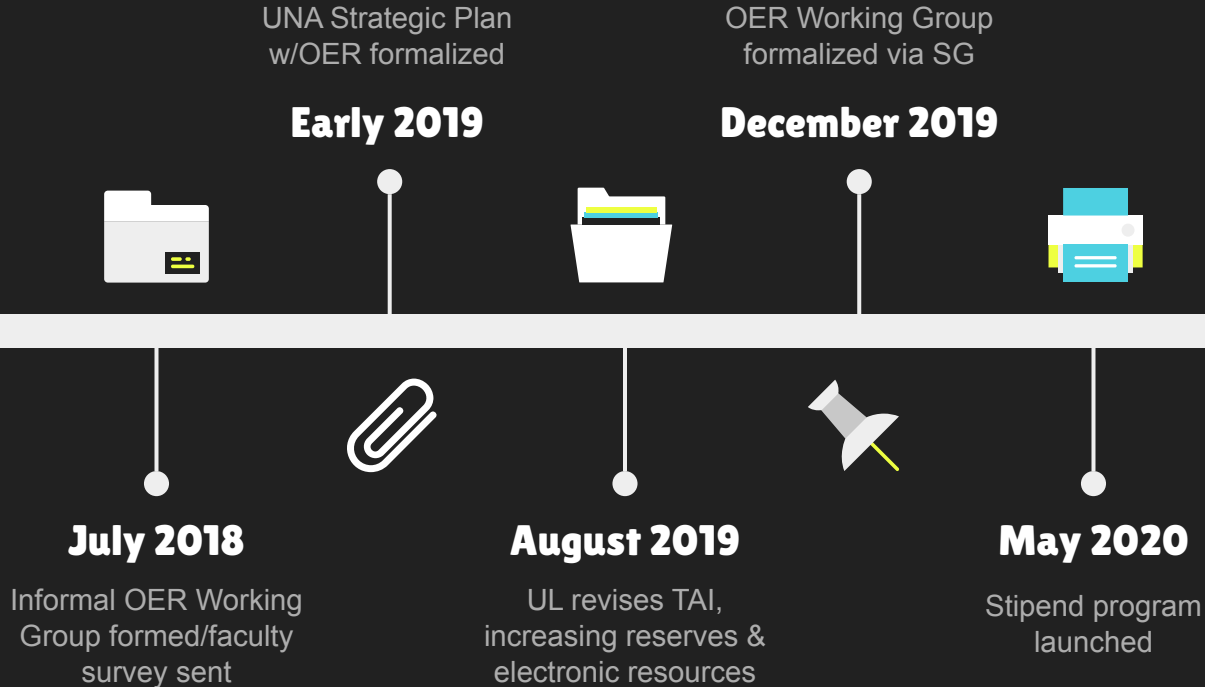 UNA Strategic Plan
w/OER formalized
Early 2019
OER Working Group
formalized via SG
December 2019
July 2018
Informal OER Working
Group formed/faculty
survey sent
August 2019
UL revises TAI,
increasing reserves &
electronic resources
May 2020
Stipend program
launched